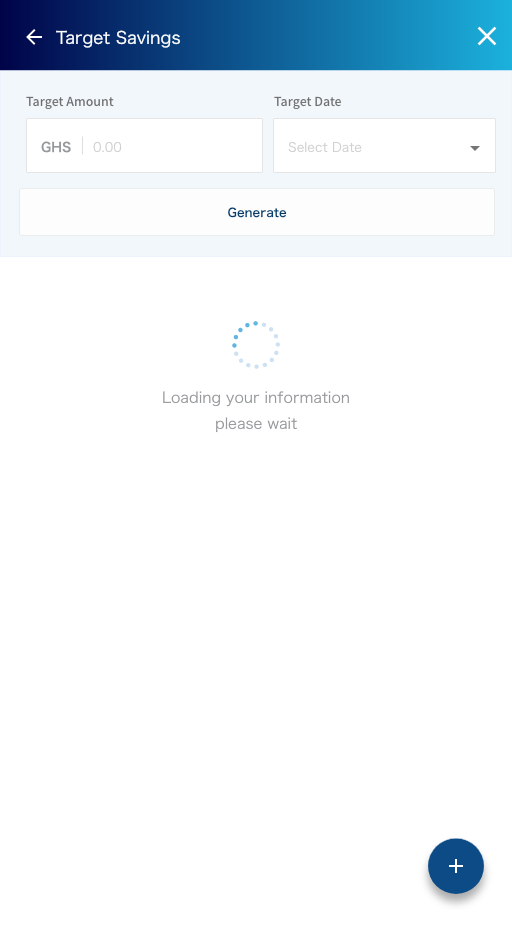 Target Savings
Target Amount
Target Date
GHS
0.00
Select Date
Generate
Loading your information
please wait